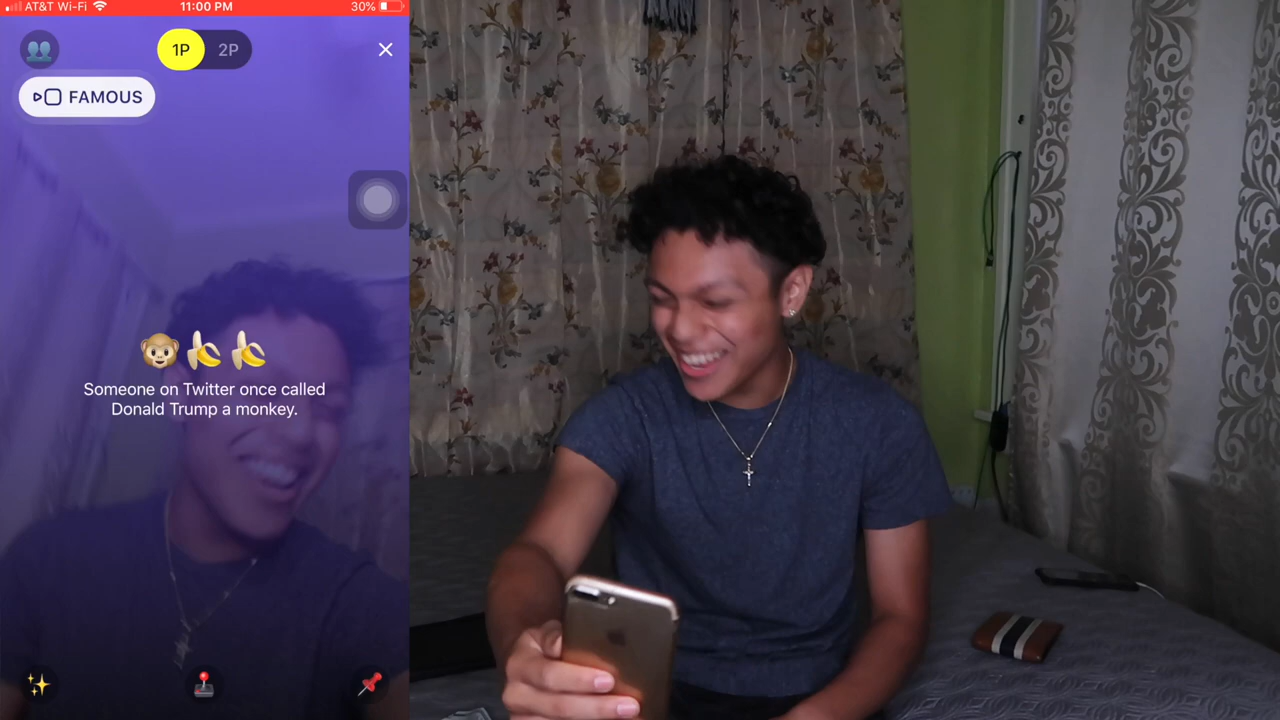 AT&T Wi-Fi 11:00 PM 30%
1P 2P
FAMOUS
Someone on Twitter once called
Donald Trump a monkey.